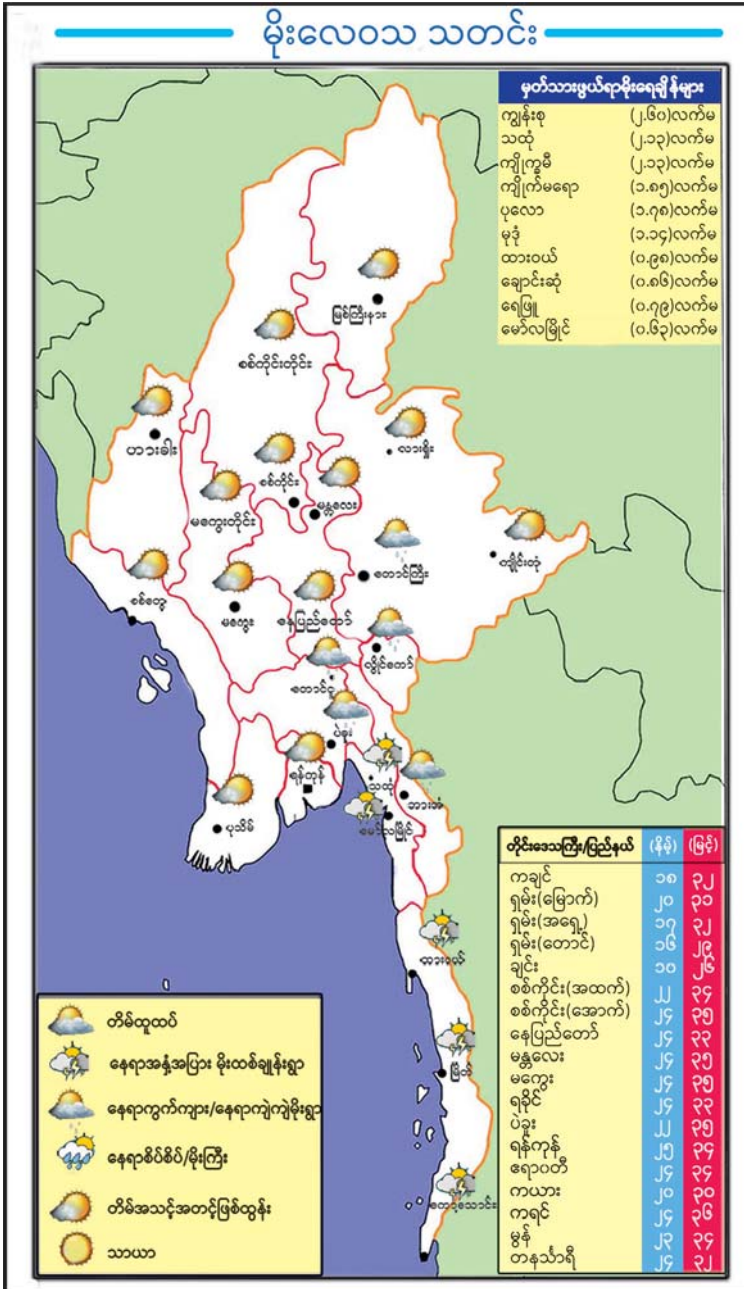 မိုးလေဝသ သတင်း
မှတ်သားဖွယ်ရာမိုးရေချိန်များ
ကျွန်းစု (၂.၆၀)လက်မ
သထုံ (၂.၁၃)လက်မ
ကျိုက္ခမီ (၂.၁၃)လက်မ
ကျိုက်မရော (၁.၈၅)လက်မ
ပုလော (၁.၇၈)လက်မ
မုဒုံ (၁.၁၄)လက်မ
ထားဝယ် (၀.၉၈)လက်မ
ချောင်းဆုံ (၀.၈၆)လက်မ
ရေဖြူ (၀.၇၉)လက်မ
မော်လမြိုင် (၀.၆၃)လက်မ
မြစ်ကြီးနား
စစ်ကိုင်းတိုင်း
ဟားခါး
လားရှိုး
စစ်ကိုင်း
မန္တလေး
မကွေးတိုင်း
ကျိုင်းတုံ
တောင်ကြီး
စစ်တွေ
မကွေး
နေပြည်တော်
လွိုင်ကော်
တောင်ငူ
ပဲခူး
ရန်ကုန်
သထုံ
ဘားအံ
ပုသိမ်
မော်လမြိုင်
ထားဝယ်
မြိတ်
ကော့သောင်း
တိုင်းဒေသကြီး/ပြည်နယ် (နိမ့်) (မြင့်)
ကချင် ၁၈ ၃၂
ရှမ်း(မြောက်) ၂၀ ၃၁
ရှမ်း(အရှေ့) ၁၇ ၃၂
ရှမ်း(တောင်) ၁၆ ၂၉
ချင်း ၁၀ ၂၆
စစ်ကိုင်း(အထက်) ၂၂ ၃၄
စစ်ကိုင်း(အောက်) ၂၄ ၃၅
နေပြည်တော် ၂၄ ၃၃
မန္တလေး ၂၄ ၃၅
မကွေး ၂၄ ၃၅
ရခိုင် ၂၄ ၃၃
ပဲခူး ၂၂ ၃၅
ရန်ကုန် ၂၅ ၃၄
ဧရာဝတီ ၂၄ ၃၄
ကယား ၂၀ ၃၀
ကရင် ၂၄ ၃၆
မွန် ၂၃ ၃၄
တနင်္သာရီ ၂၄ ၃၂
တိမ်ထူထပ်
နေရာအနှံ့အပြား မိုးထစ်ချုန်းရွာ
နေရာကွက်ကျား/နေရာကျဲကျဲမိုးရွာ
နေရာစိပ်စိပ်/မိုးကြီး
တိမ်အသင့်အတင့်ဖြစ်ထွန်း
သာယာ